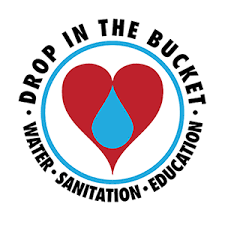 DROP IN THE BUCKET
· WATER · SANITATION · EDUCATION ·